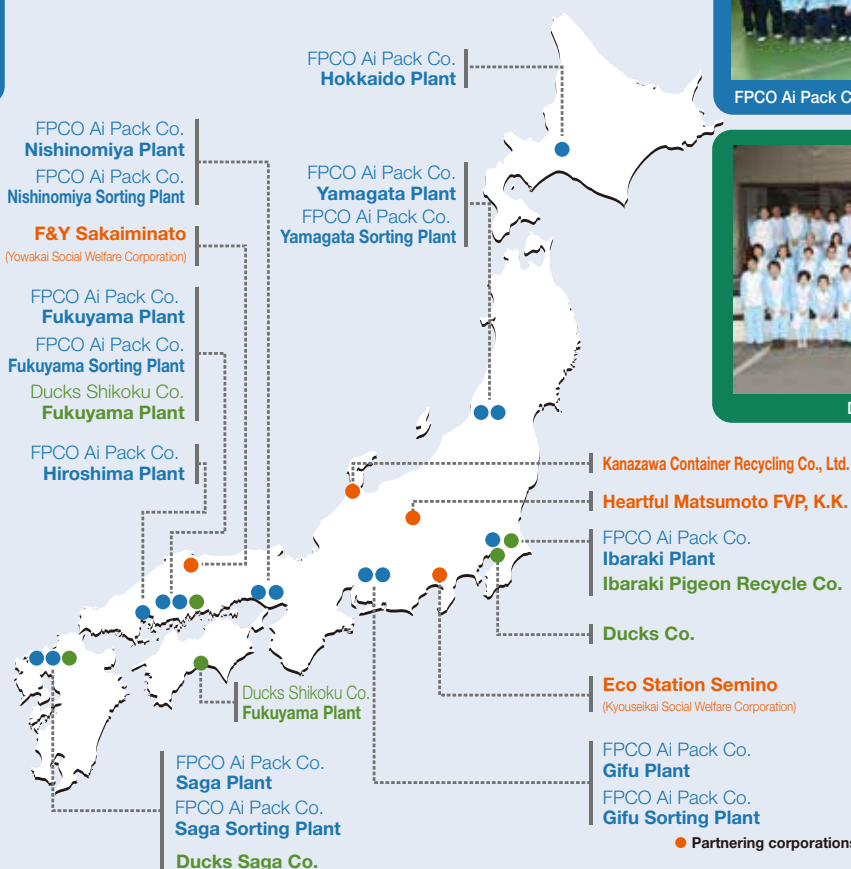 FPCO Ai Pack Co.
Hokkaido Plant
FPCO Ai Pack C
FPCO Ai Pack Co.
Nishinomiya Plant
FPCO Ai Pack Co.
Nishinomiya Sorting Plant
FPCO Ai Pack Co.
Yamagata Plant
FPCO Ai Pack Co.
Yamagata Sorting Plant
F&Y Sakaiminato
(Yowakai Social Welfare Corporation)
FPCO Ai Pack Co.
Fukuyama Plant
FPCO Ai Pack Co.
Fukuyama Sorting Plant
Ducks Shikoku Co.
Fukuyama Plant
D
FPCO Ai Pack Co.
Hiroshima Plant
Kanazawa Container Recycling Co., Ltd.
Heartful Matsumoto FVP, K.K.
FPCO Ai Pack Co.
Ibaraki Plant
Ibaraki Pigeon Recycle Co.
Ducks Co.
Eco Station Semino
(Kyouseikai Social Welfare Corporation)
Ducks Shikoku Co.
Fukuyama Plant
FPCO Ai Pack Co.
Gifu Plant
FPCO Ai Pack Co.
Gifu Sorting Plant
FPCO Ai Pack Co.
Saga Plant
FPCO Ai Pack Co.
Saga Sorting Plant
Ducks Saga Co.
Partnering corporations